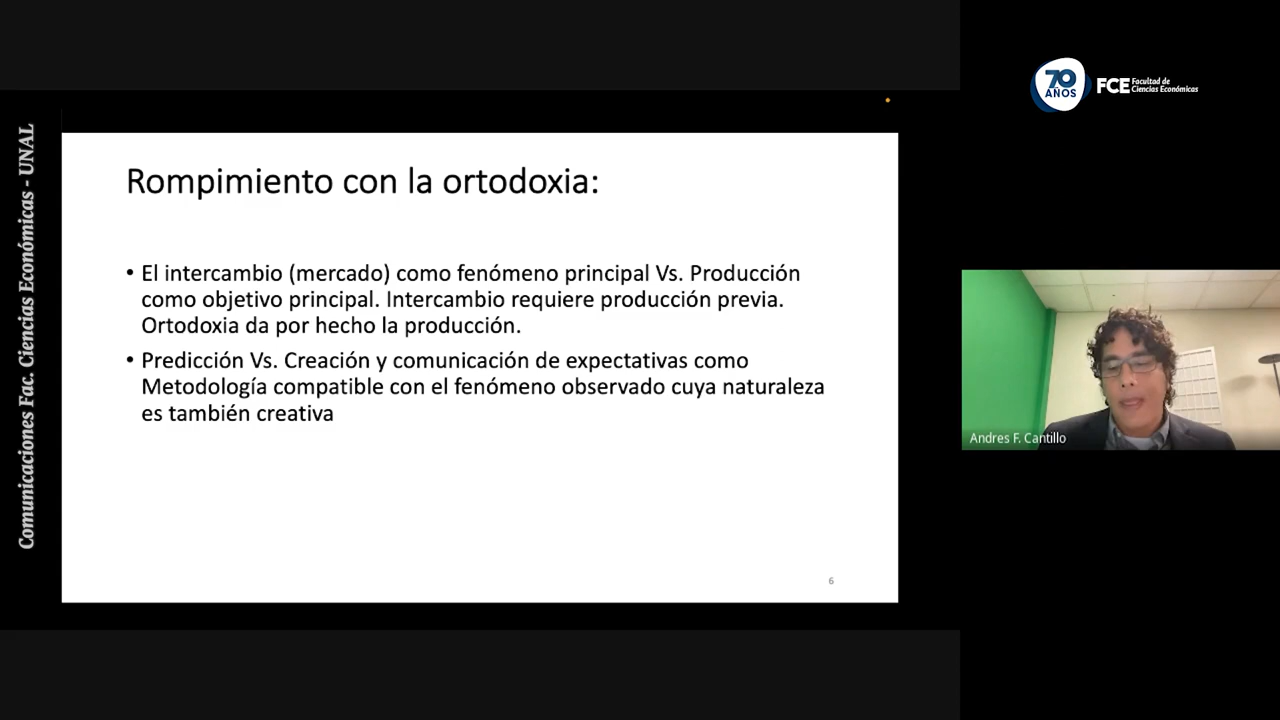 Comunicaciones Fac. Ciencias Económicas - UNAL
Rompimiento con la ortodoxia:
• El intercambio (mercado) como fenómeno principal Vs. Producción
como objetivo principal. Intercambio requiere producción previa.
Ortodoxia da por hecho la producción.
• Predicción Vs. Creación y comunicación de expectativas como
Metodología compatible con el fenómeno observado cuya naturaleza
es también creativa
6
70
AÑOS
FCE
Facultad de
Ciencias Económicas
Andres F. Cantillo